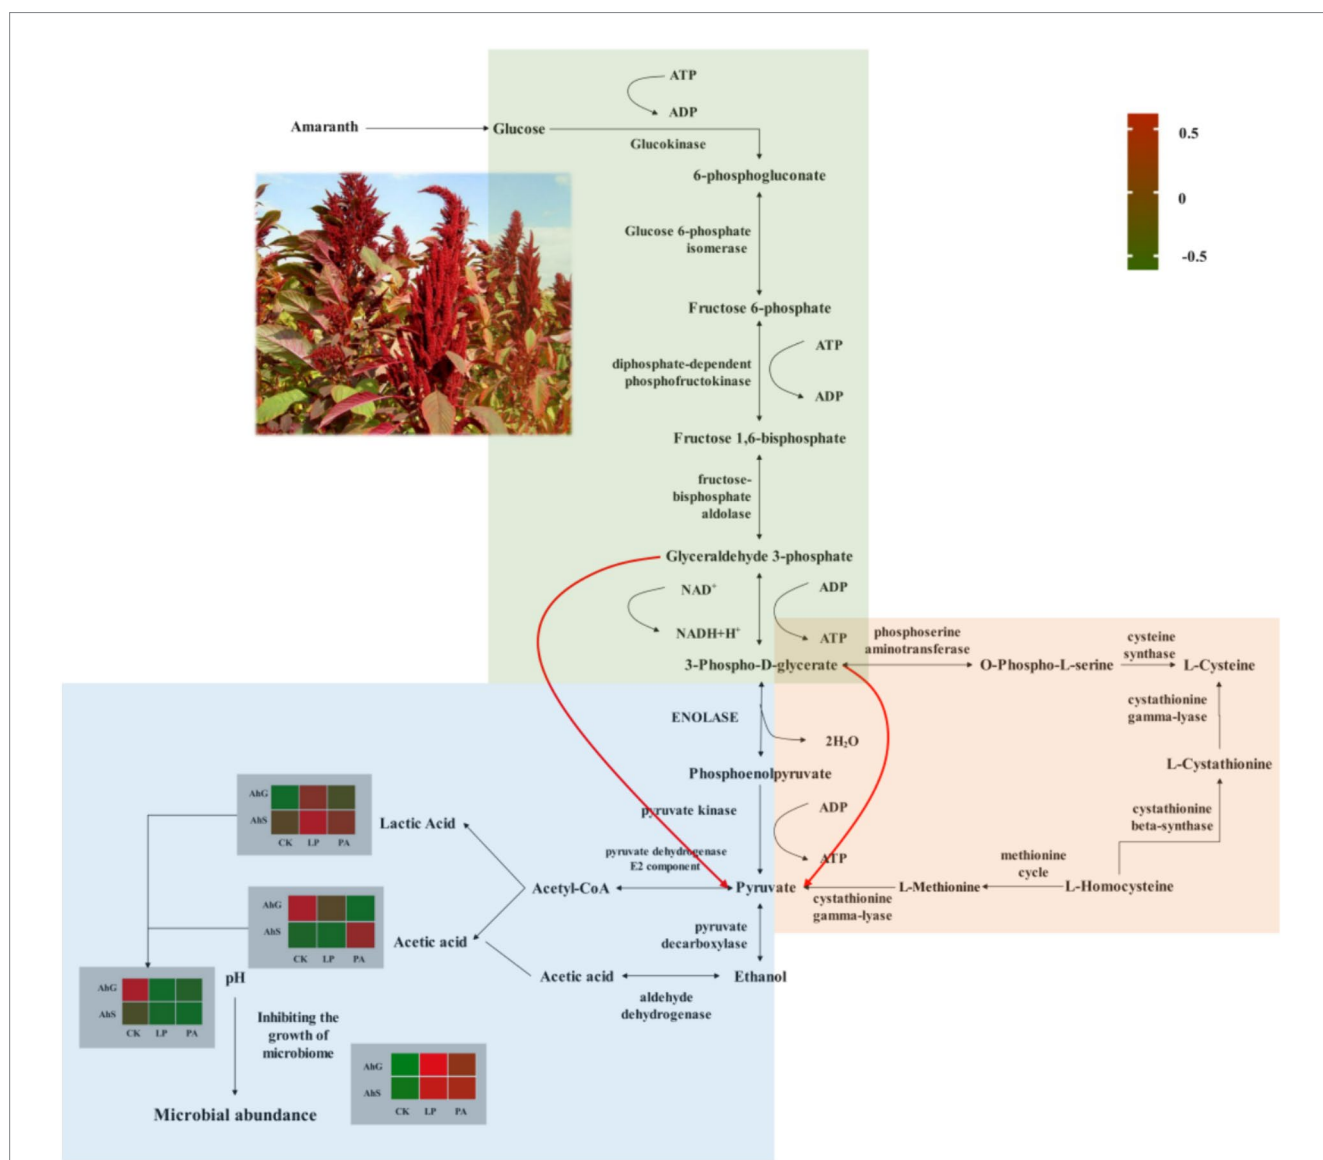 ATP
ADP
Amaranth
Glucose
Glucokinase
0.5
0
-0.5
6-phosphogluconate
Glucose 6-phosphate
isomerase
Fructose 6-phosphate
ATP
diphosphate-dependent
phosphofructokinase
ADP
Fructose 1,6-bisphosphate
fructose-
bisphosphate
aldolase
Glyceraldehyde 3-phosphate
NAD⁺
ADP
NADH+H⁺
ATP
phosphoserine
aminotransferase
cysteine
synthase
3-Phospho-D-glycerate
O-Phospho-L-serine
L-Cysteine
cystathionine
gamma-lyase
ENOLASE
2H₂O
L-Cystathionine
Phosphoenolpyruvate
pyruvate kinase
ADP
cystathionine
beta-synthase
AhG
AhS
CK LP PA
Lactic Acid
pyruvate dehydrogenase
E2 component
ATP
methionine
cycle
Acetyl-CoA
Pyruvate
L-Methionine
L-Homocysteine
cystathionine
gamma-lyase
AhG
AhS
CK LP PA
Acetic acid
pyruvate
decarboxylase
Acetic acid
Ethanol
aldehyde
dehydrogenase
AhG
AhS
CK LP PA
pH
Inhibiting the
growth of
microbiome
AhG
AhS
CK LP PA
Microbial abundance